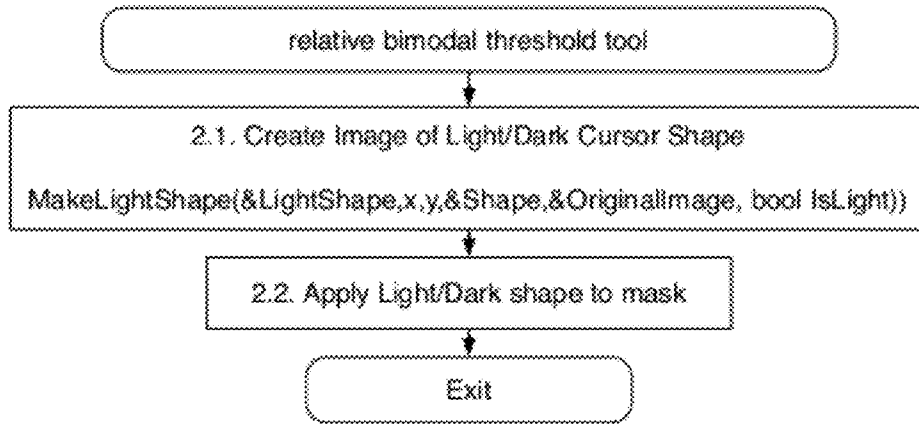 relative bimodal threshold tool
2.1. Create Image of Light/Dark Cursor Shape
MakeLightShape(&LightShape,x,y,&Shape,&OriginalImage, bool IsLight))
2.2. Apply Light/Dark shape to mask
Exit